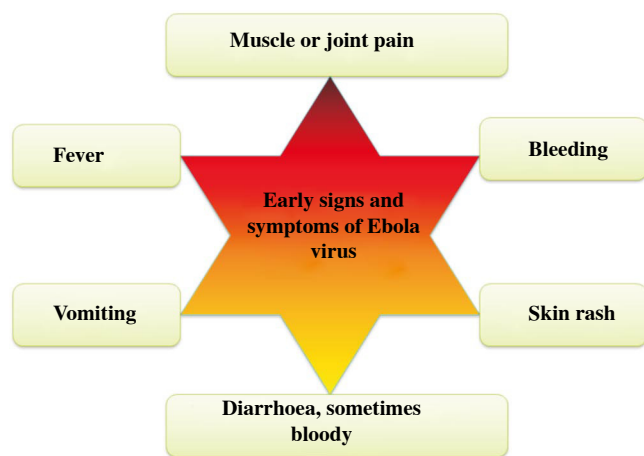 Muscle or joint pain
Fever
Bleeding
Early signs and
symptoms of Ebola
virus
Vomiting
Skin rash
Diarrhoea, sometimes
bloody